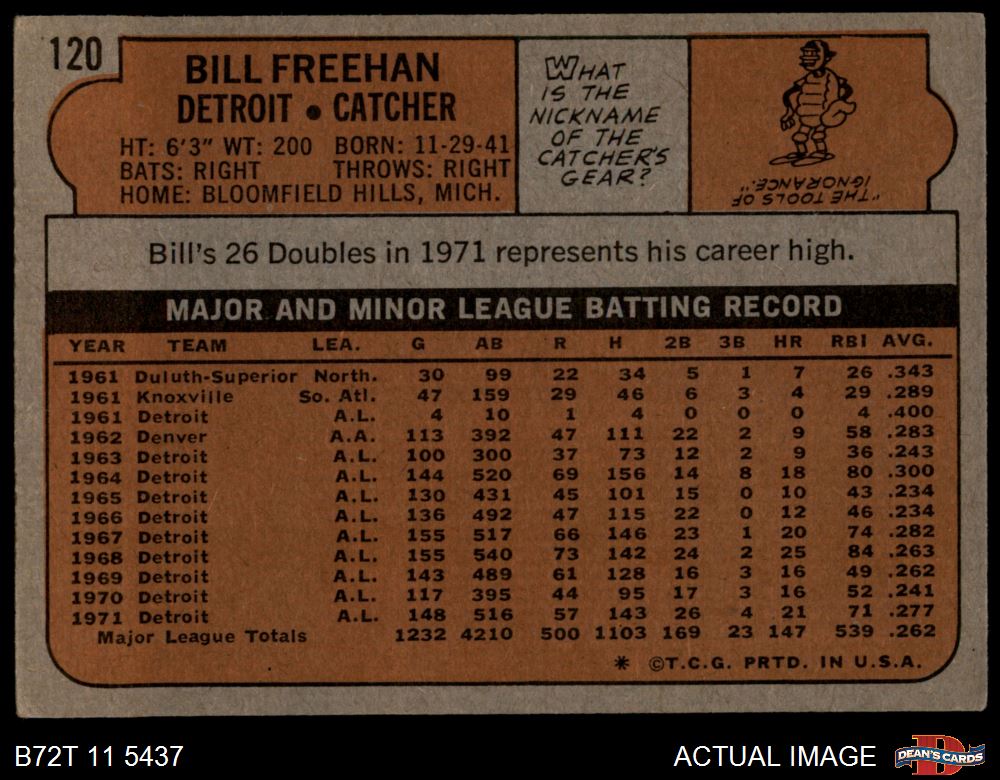 120
BILL FREEHAN
DETROIT • CATCHER
HT: 6'3" WT: 200 BORN: 11-29-41
BATS: RIGHT THROWS: RIGHT
HOME: BLOOMFIELD HILLS, MICH.
WHAT
IS THE
NICKNAME
OF THE
CATCHER'S
GEAR?
"THE TOOLS OF
IGNORANCE."
Bill's 26 Doubles in 1971 represents his career high.
MAJOR AND MINOR LEAGUE BATTING RECORD
YEAR TEAM LEA. G AB R H 2B 3B HR RBI AVG.
1961 Duluth-Superior North. 30 99 22 34 5 1 7 26 .343
1961 Knoxville So. Atl. 47 159 29 46 6 3 4 29 .289
1961 Detroit A.L. 4 10 1 4 0 0 0 4 .400
1962 Denver A.A. 113 392 47 111 22 2 9 58 .283
1963 Detroit A.L. 100 300 37 73 12 2 9 36 .243
1964 Detroit A.L. 144 520 69 156 14 8 18 80 .300
1965 Detroit A.L. 130 431 45 101 15 0 10 43 .234
1966 Detroit A.L. 136 492 47 115 22 0 12 46 .234
1967 Detroit A.L. 155 517 66 146 23 1 20 74 .282
1968 Detroit A.L. 155 540 73 142 24 2 25 84 .263
1969 Detroit A.L. 143 489 61 128 16 3 16 49 .262
1970 Detroit A.L. 117 395 44 95 17 3 16 52 .241
1971 Detroit A.L. 148 516 57 143 26 4 21 71 .277
Major League Totals 1232 4210 500 1103 169 23 147 539 .262
* ©T.C.G. PRTD. IN U.S.A.
B72T 11 5437
ACTUAL IMAGE
DEAN'S CARDS